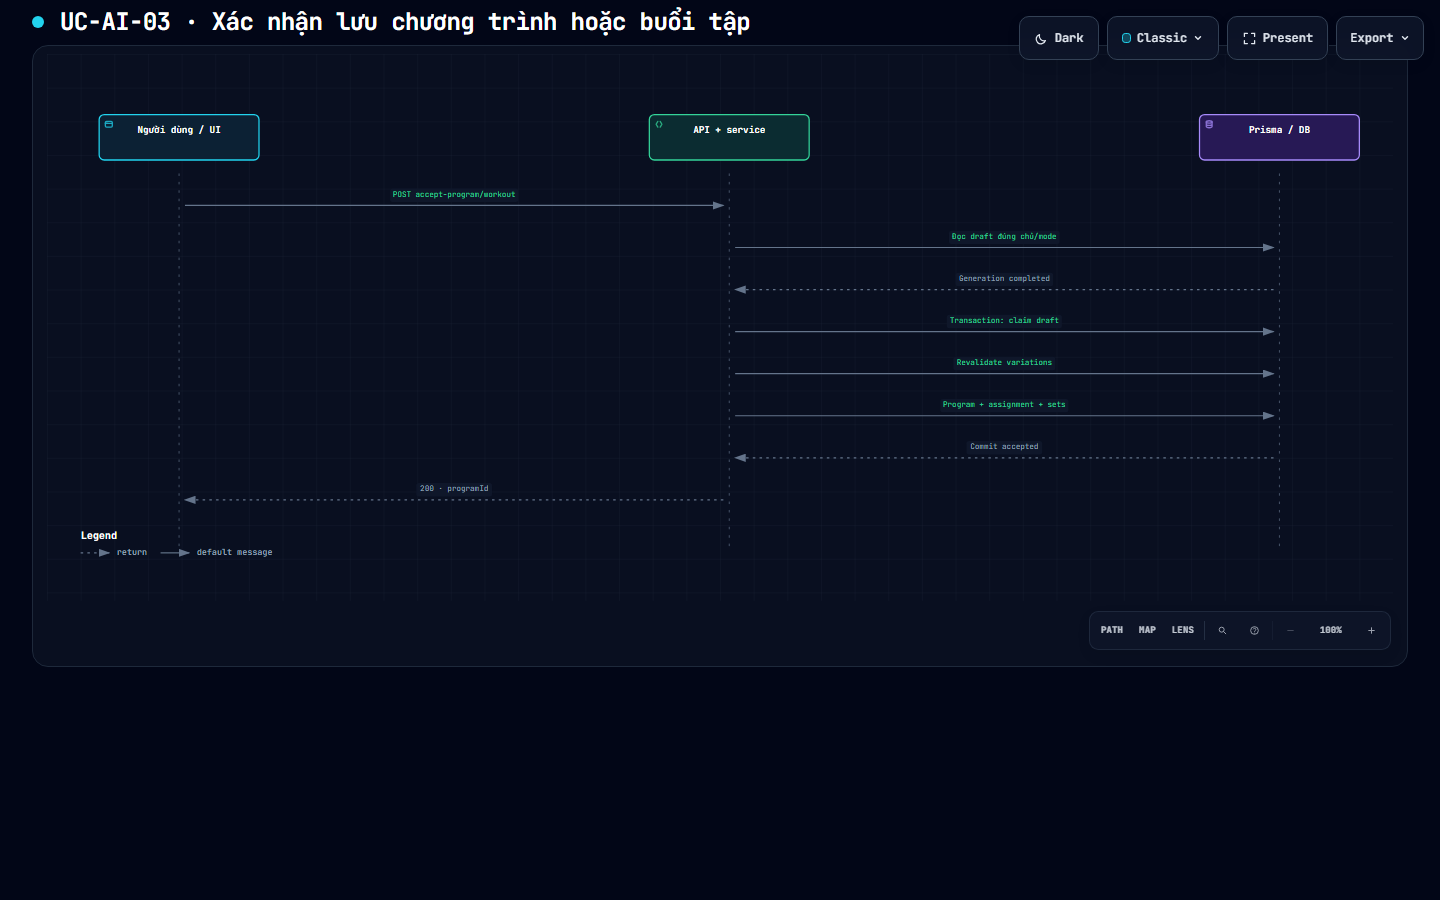 UC-AI-03 · Xác nhận lưu chương trình hoặc buổi tập
Dark
Classic
Present
Export
Người dùng / UI
API + service
Prisma / DB
POST accept-program/workout
Đọc draft đúng chủ/mode
Generation completed
Transaction: claim draft
Revalidate variations
Program + assignment + sets
Commit accepted
200 · programId
Legend
return
default message
PATH
MAP
LENS
100%